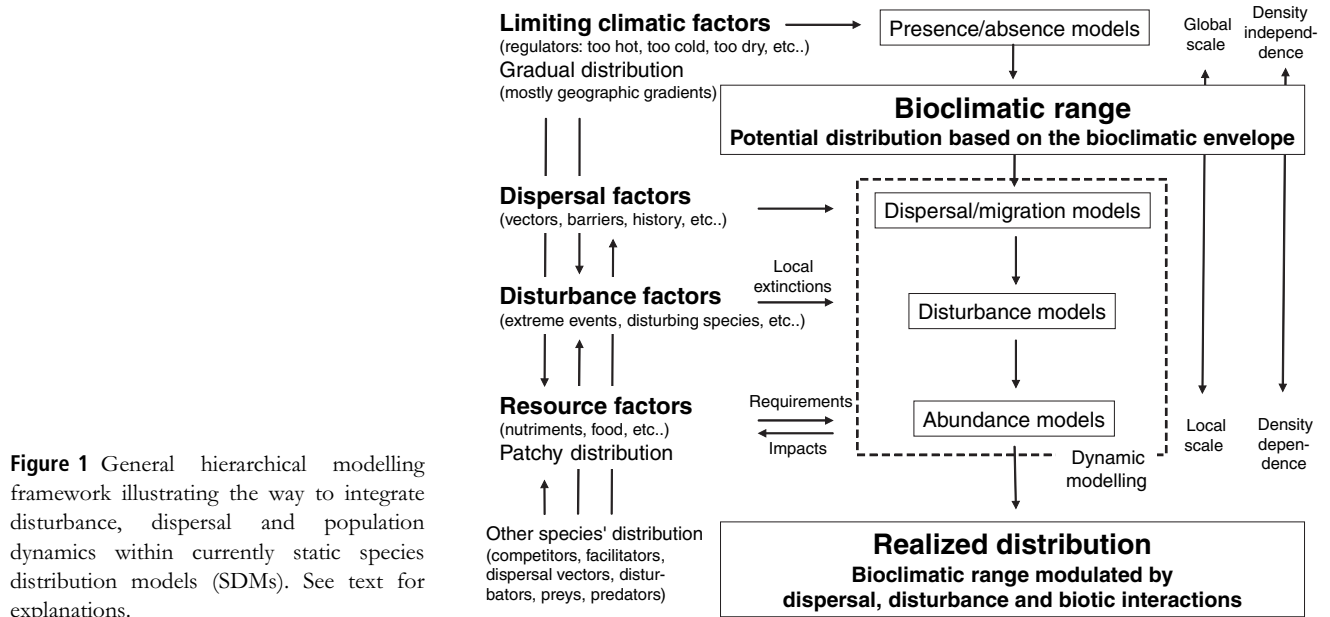 Limiting climatic factors
(regulators: too hot, too cold, too dry, etc..)
Gradual distribution
(mostly geographic gradients)
Presence/absence models
Global
scale
Density
independ-
dence
Bioclimatic range
Potential distribution based on the bioclimatic envelope
Dispersal factors
(vectors, barriers, history, etc..)
Dispersal/migration models
Local
extinctions
Disturbance factors
(extreme events, disturbing species, etc..)
Disturbance models
Resource factors
(nutriments, food, etc..)
Patchy distribution
Requirements
Impacts
Abundance models
Dynamic
modelling
Local
scale
Density
depen-
dence
Other species' distribution
(competitors, facilitators,
dispersal vectors, distur-
bators, preys, predators)
Realized distribution
Bioclimatic range modulated by
dispersal, disturbance and biotic interactions
Figure 1 General hierarchical modelling
framework illustrating the way to integrate
disturbance, dispersal and population
dynamics within currently static species
distribution models (SDMs). See text for
explanations.